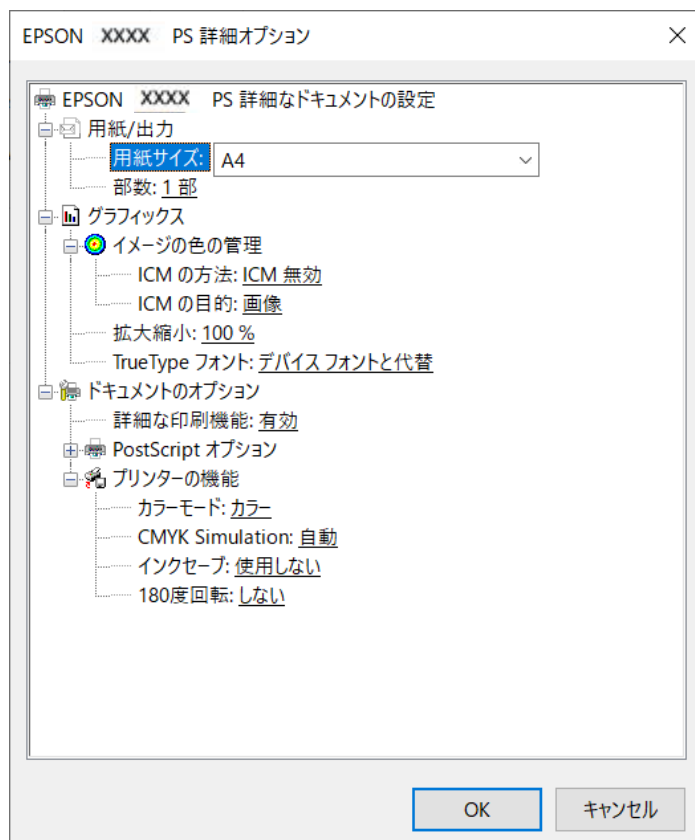 EPSON XXXX PS 詳細オプション
EPSON XXXX PS 詳細なドキュメントの設定
用紙/出力
用紙サイズ: A4
部数: 1 部
グラフィックス
イメージの色の管理
ICM の方法: ICM 無効
ICM の目的: 画像
拡大縮小: 100 %
TrueType フォント: デバイス フォントと代替
ドキュメントのオプション
詳細な印刷機能: 有効
PostScript オプション
プリンターの機能
カラーモード: カラー
CMYK Simulation: 自動
インクセーブ: 使用しない
180度回転: しない
OK キャンセル